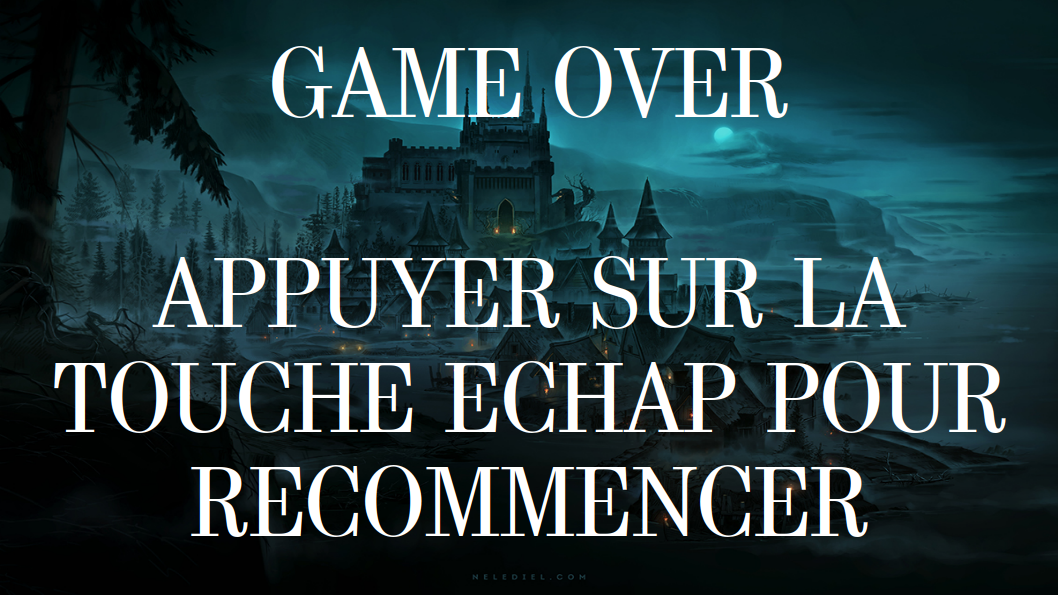 GAME OVER
APPUYER SUR LA
TOUCHE ECHAP POUR
RECOMMENCER
NELEDIEL.COM